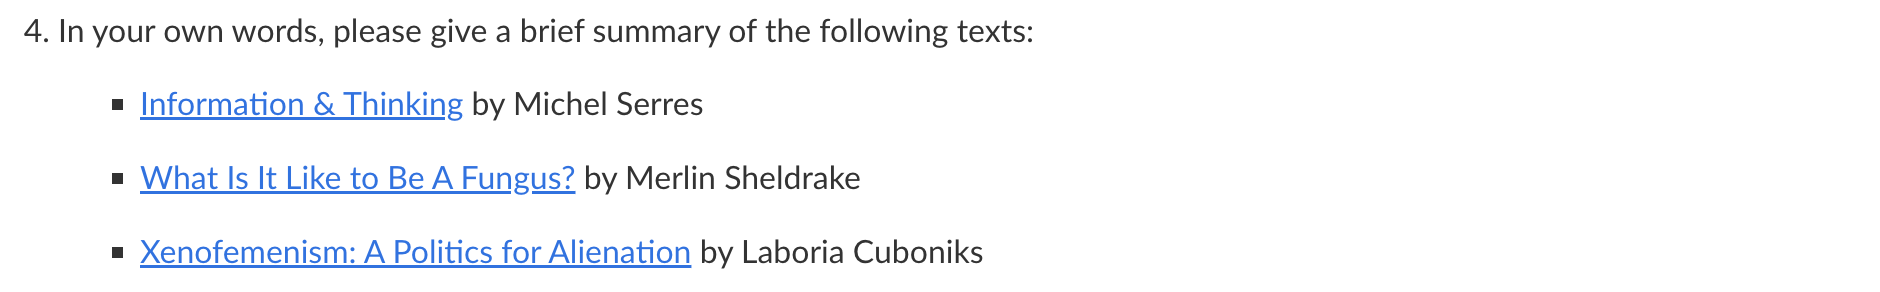 4. In your own words, please give a brief summary of the following texts:
▪ Information & Thinking by Michel Serres
▪ What Is It Like to Be A Fungus? by Merlin Sheldrake
▪ Xenofemenism: A Politics for Alienation by Laboria Cuboniks